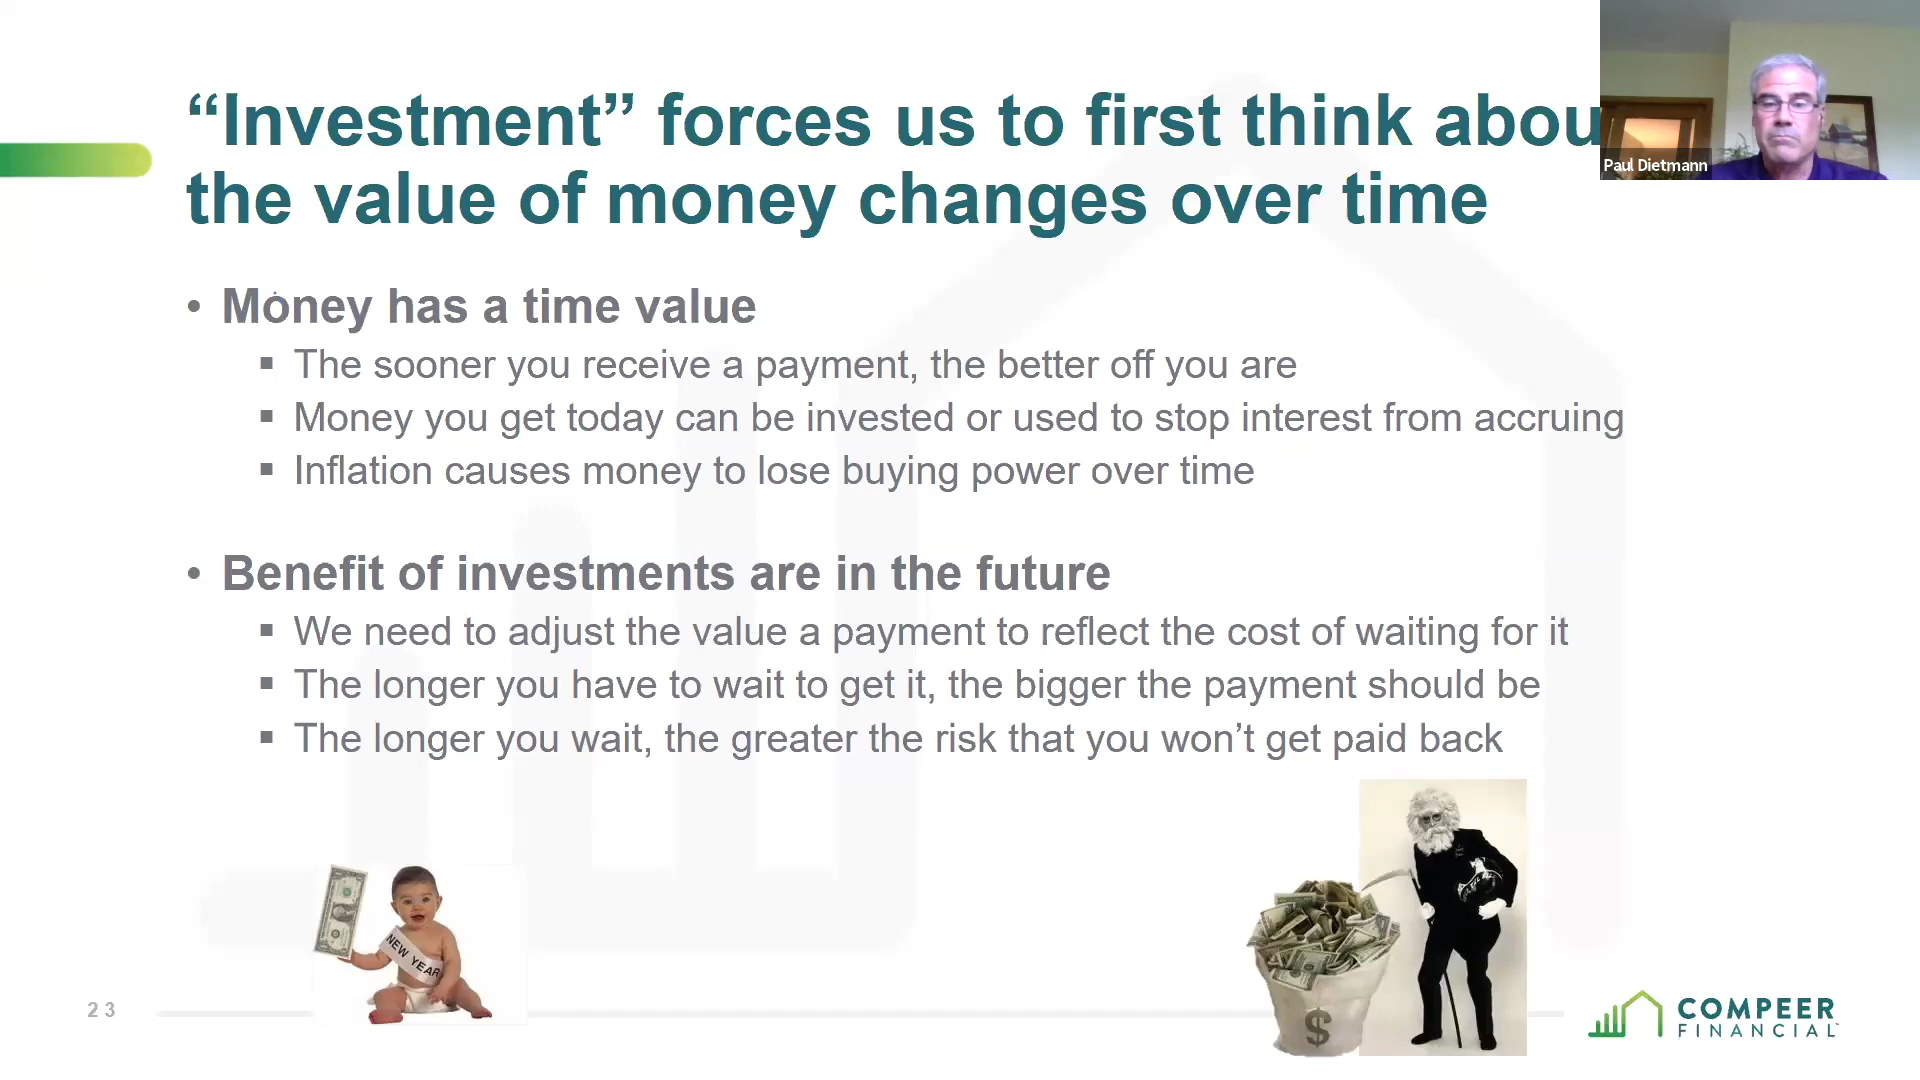 “Investment” forces us to first think abou
the value of money changes over time
Paul Dietmann
• Money has a time value
▪ The sooner you receive a payment, the better off you are
▪ Money you get today can be invested or used to stop interest from accruing
▪ Inflation causes money to lose buying power over time
• Benefit of investments are in the future
▪ We need to adjust the value a payment to reflect the cost of waiting for it
▪ The longer you have to wait to get it, the bigger the payment should be
▪ The longer you wait, the greater the risk that you won’t get paid back
NEW YEAR
$
23
COMPEER
FINANCIAL™